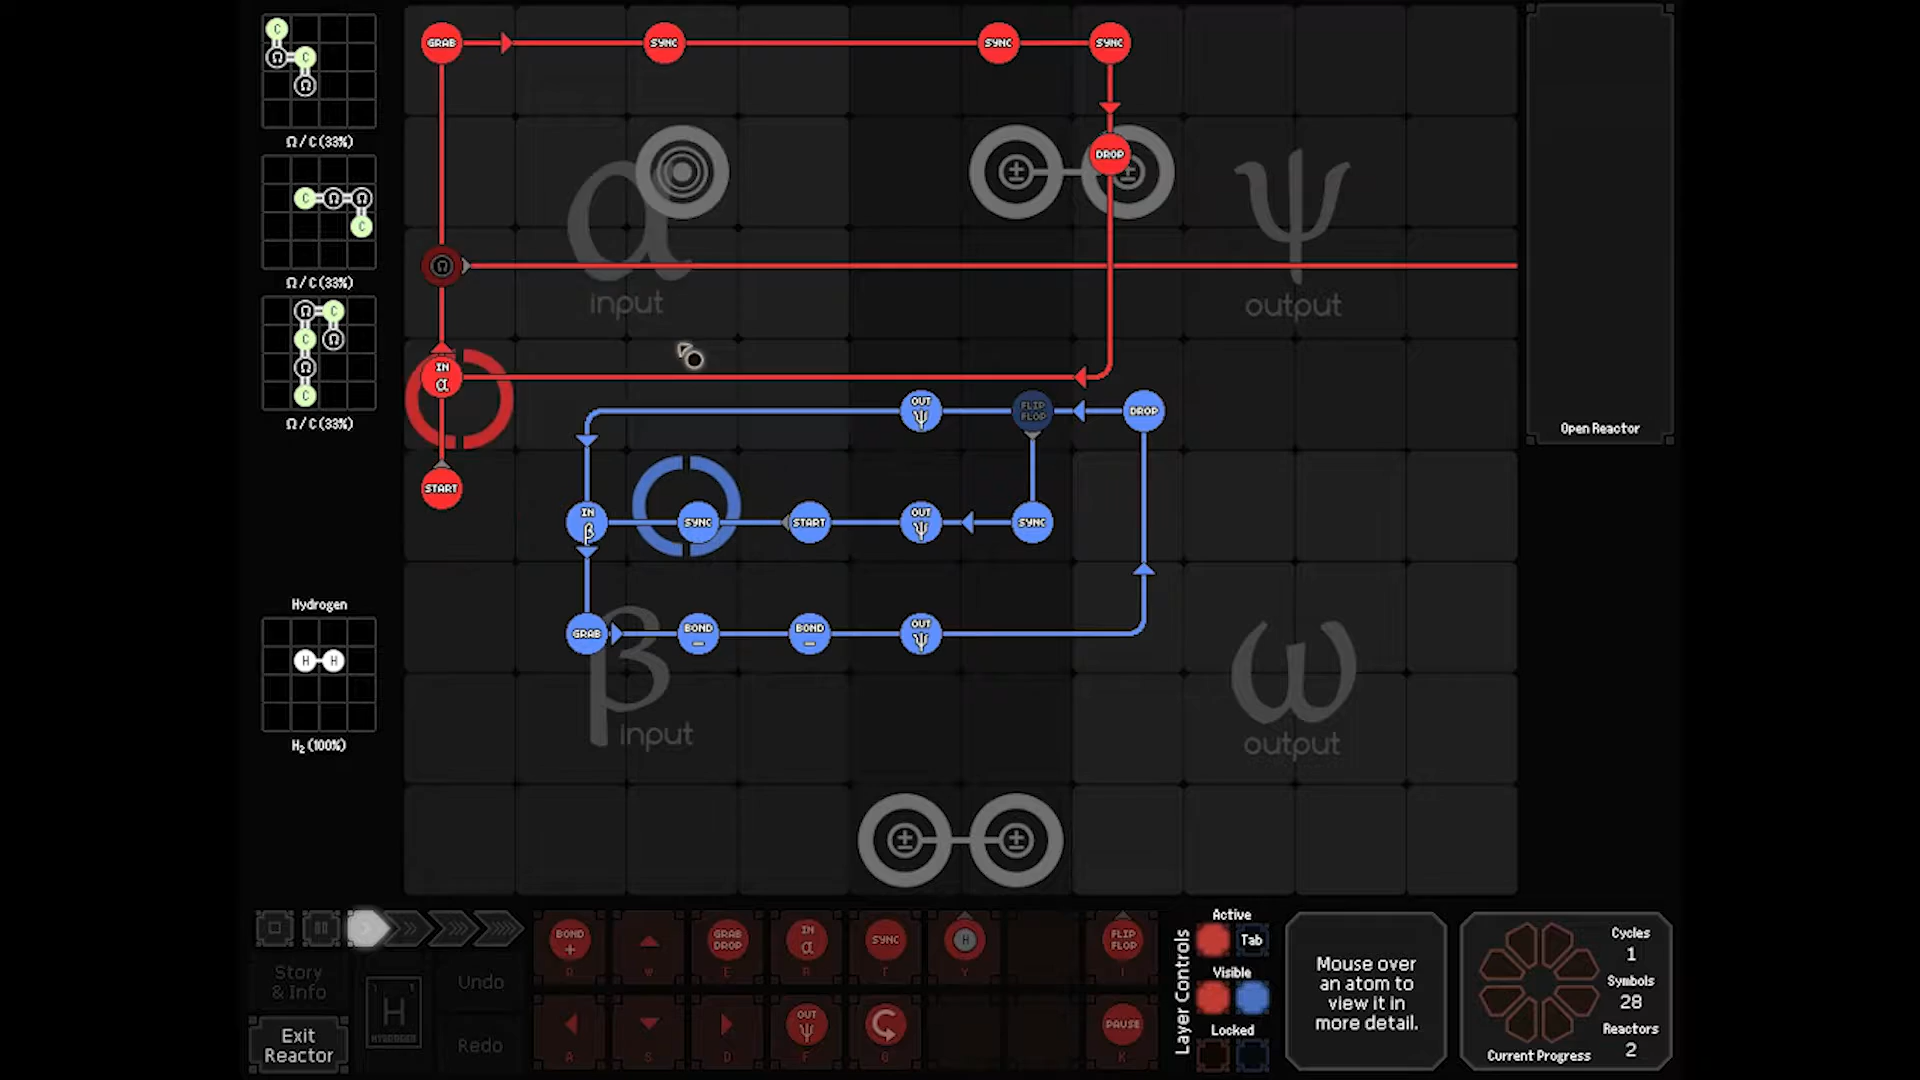 C
Ω C
Ω
Ω / C (33%)
C Ω Ω
C
Ω / C (33%)
Ω C
C Ω
Ω
C
Ω / C (33%)
Hydrogen
H H
H₂ (100%)
GRAB SYNC SYNC SYNC
DROP
± ±
α
input
ψ
output
Ω
IN
α
START
OUT
ψ
FLIP
FLOP
DROP
IN
β
SYNC START
OUT
ψ
SYNC
GRAB
BOND
–
BOND
–
OUT
ψ
β
input
ω
output
± ±
Open Reactor
Story
& Info
Exit
Reactor
H
HYDROGEN
Undo
Redo
BOND
+
W
GRAB
DROP
E
IN
α
R
SYNC
T
H
Y
FLIP
FLOP
A
S
D
OUT
ψ
F
G
PAUSE
K
Layer Controls
Active
Tab
Visible
Locked
Mouse over
an atom to
view it in
more detail.
Cycles
1
Symbols
28
Reactors
2
Current Progress